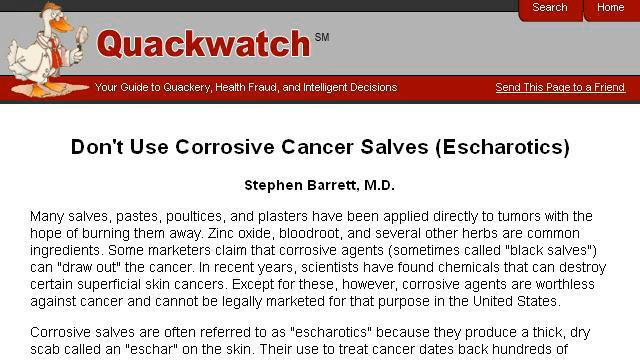 Search Home
Quackwatch SM
Your Guide to Quackery, Health Fraud, and Intelligent Decisions Send This Page to a Friend
Don't Use Corrosive Cancer Salves (Escharotics)
Stephen Barrett, M.D.
Many salves, pastes, poultices, and plasters have been applied directly to tumors with the
hope of burning them away. Zinc oxide, bloodroot, and several other herbs are common
ingredients. Some marketers claim that corrosive agents (sometimes called "black salves")
can "draw out" the cancer. In recent years, scientists have found chemicals that can destroy
certain superficial skin cancers. Except for these, however, corrosive agents are worthless
against cancer and cannot be legally marketed for that purpose in the United States.
Corrosive salves are often referred to as "escharotics" because they produce a thick, dry
scab called an "eschar" on the skin. Their use to treat cancer dates back hundreds of